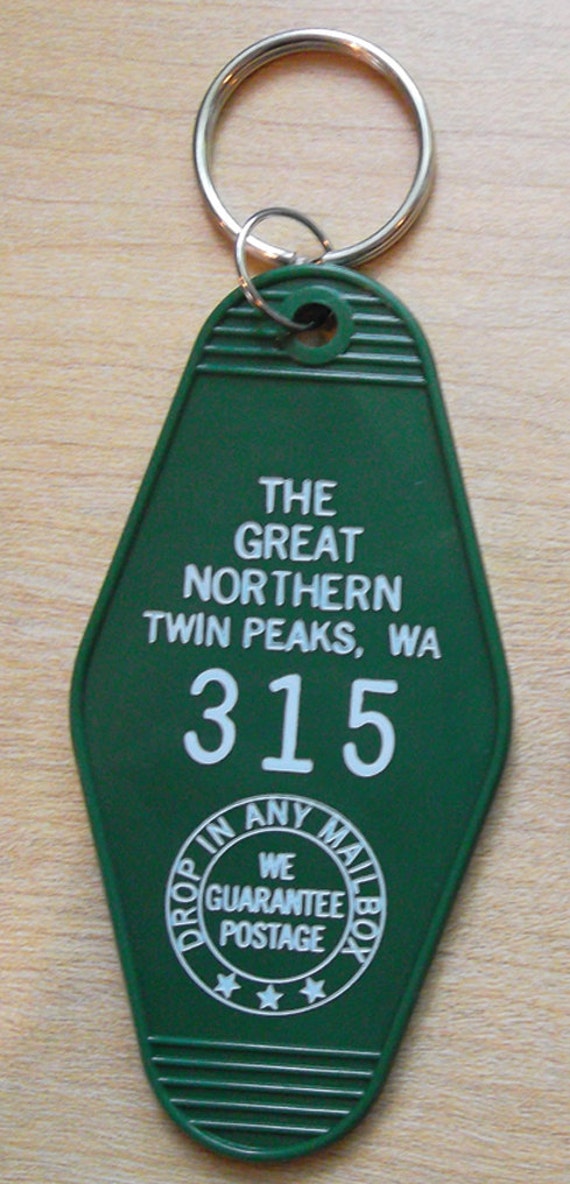 THE
GREAT
NORTHERN
TWIN PEAKS, WA
315
DROP IN ANY MAILBOX
WE
GUARANTEE
POSTAGE